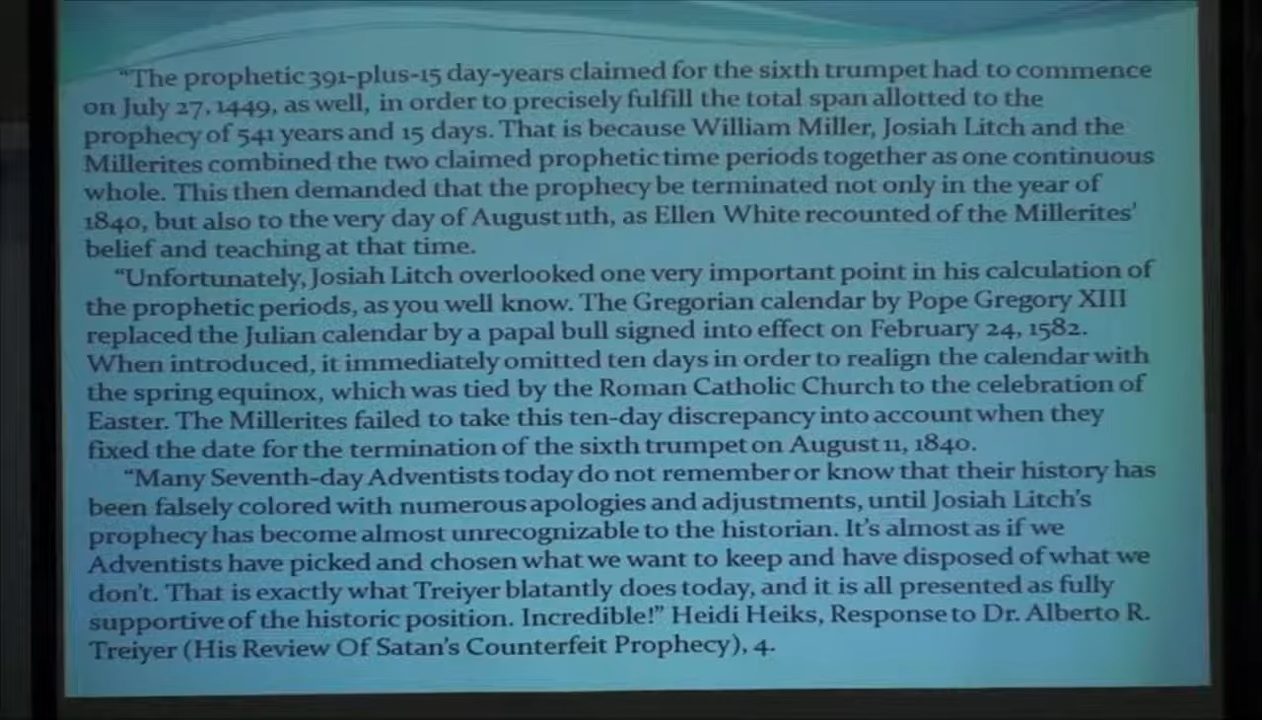 "The prophetic 391-plus-15 day-years claimed for the sixth trumpet had to commence
on July 27, 1449, as well, in order to precisely fulfill the total span allotted to the
prophecy of 541 years and 15 days. That is because William Miller, Josiah Litch and the
Millerites combined the two claimed prophetic time periods together as one continuous
whole. This then demanded that the prophecy be terminated not only in the year of
1840, but also to the very day of August 11th, as Ellen White recounted of the Millerites'
belief and teaching at that time.
"Unfortunately, Josiah Litch overlooked one very important point in his calculation of
the prophetic periods, as you well know. The Gregorian calendar by Pope Gregory XIII
replaced the Julian calendar by a papal bull signed into effect on February 24, 1582.
When introduced, it immediately omitted ten days in order to realign the calendar with
the spring equinox, which was tied by the Roman Catholic Church to the celebration of
Easter. The Millerites failed to take this ten-day discrepancy into account when they
fixed the date for the termination of the sixth trumpet on August 11, 1840.
"Many Seventh-day Adventists today do not remember or know that their history has
been falsely colored with numerous apologies and adjustments, until Josiah Litch's
prophecy has become almost unrecognizable to the historian. It's almost as if we
Adventists have picked and chosen what we want to keep and have disposed of what we
don't. That is exactly what Treiyer blatantly does today, and it is all presented as fully
supportive of the historic position. Incredible!" Heidi Heiks, Response to Dr. Alberto R.
Treiyer (His Review Of Satan's Counterfeit Prophecy), 4.